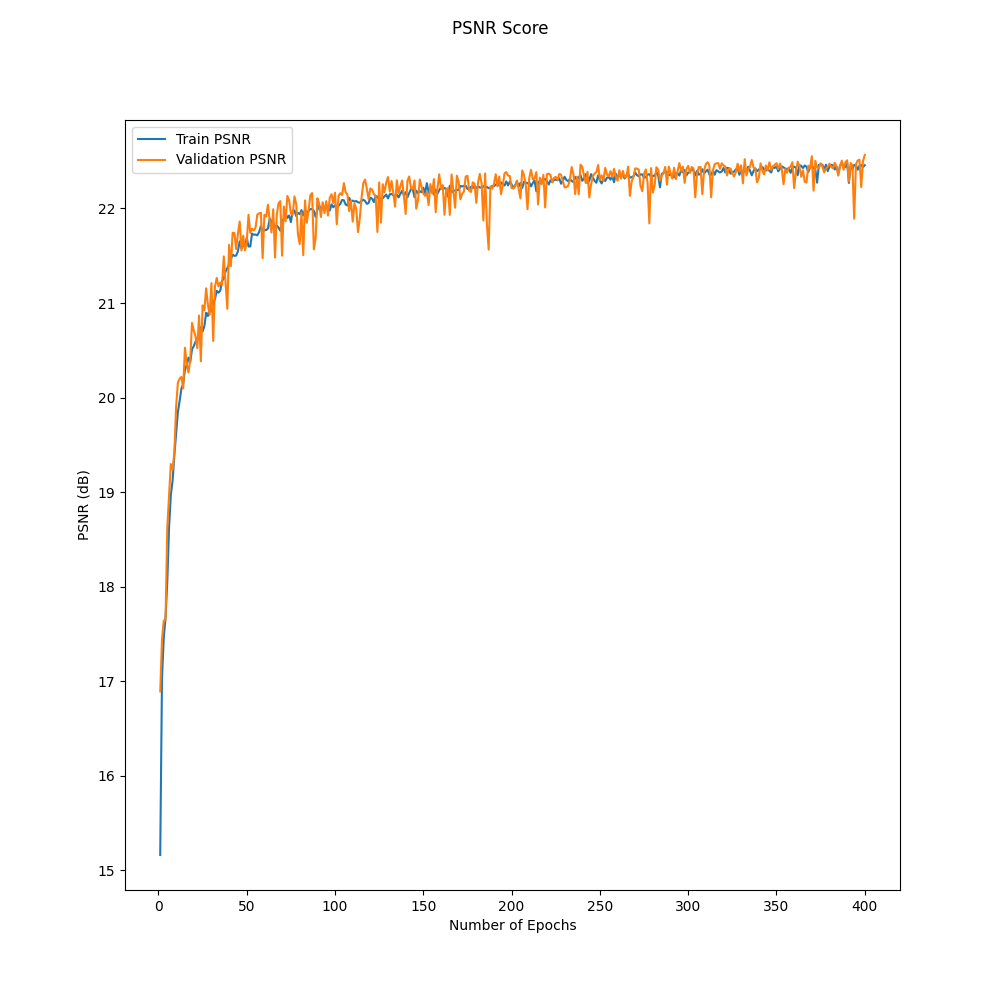 PSNR Score
Train PSNR
Validation PSNR
22
21
20
19
18
17
16
15
PSNR (dB)
0 50 100 150 200 250 300 350 400
Number of Epochs